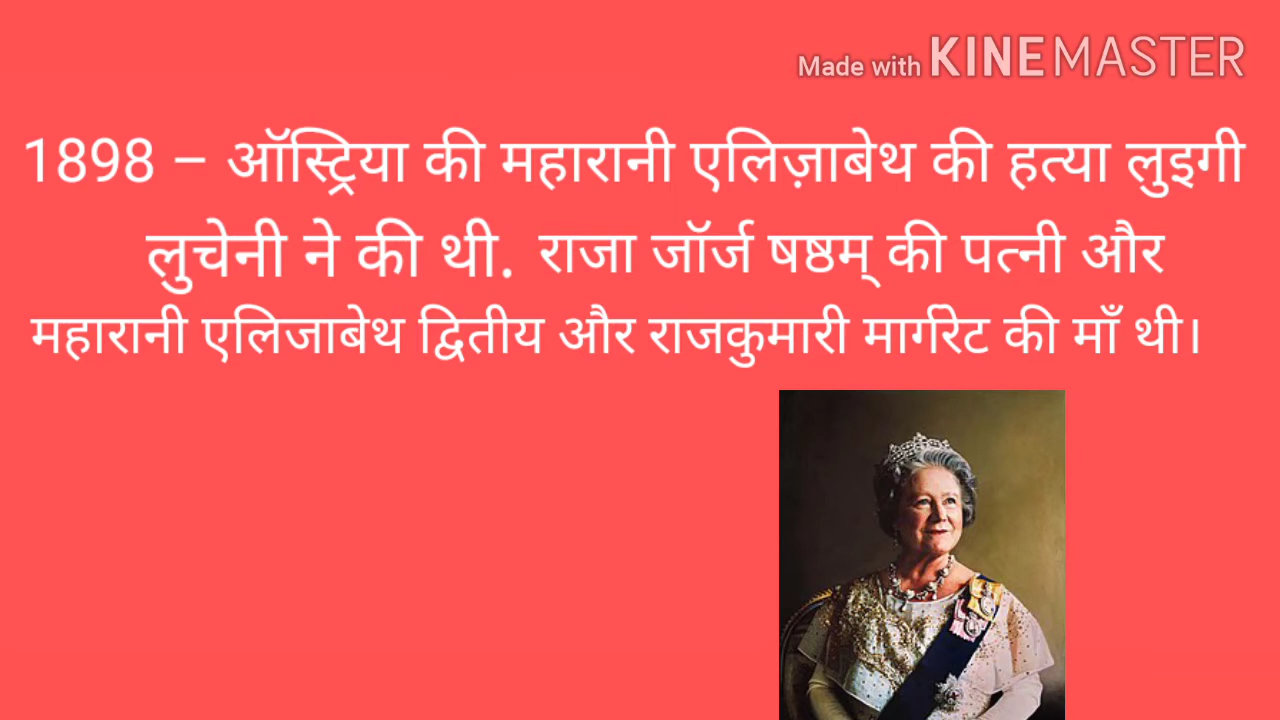 Made with KINEMASTER
1898 – ऑस्ट्रिया की महारानी एलिज़ाबेथ की हत्या लुइगी
लुचेनी ने की थी. राजा जॉर्ज षष्ठम् की पत्नी और
महारानी एलिजाबेथ द्वितीय और राजकुमारी मार्गरेट की माँ थी।